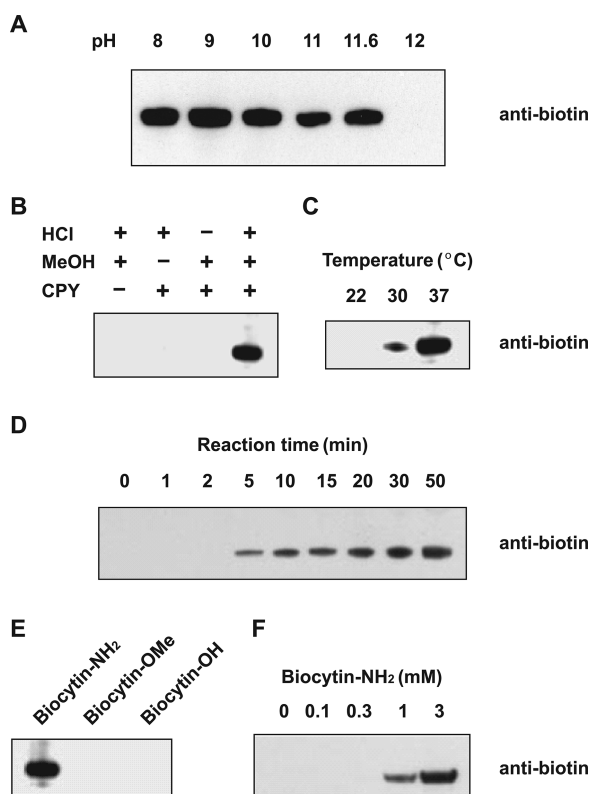 A
pH 8 9 10 11 11.6 12
anti-biotin
B
HCl + + − +
MeOH + − + +
CPY − + + +
C
Temperature (°C)
22 30 37
anti-biotin
D
Reaction time (min)
0 1 2 5 10 15 20 30 50
anti-biotin
E
Biocytin-NH₂
Biocytin-OMe
Biocytin-OH
F
Biocytin-NH₂ (mM)
0 0.1 0.3 1 3
anti-biotin